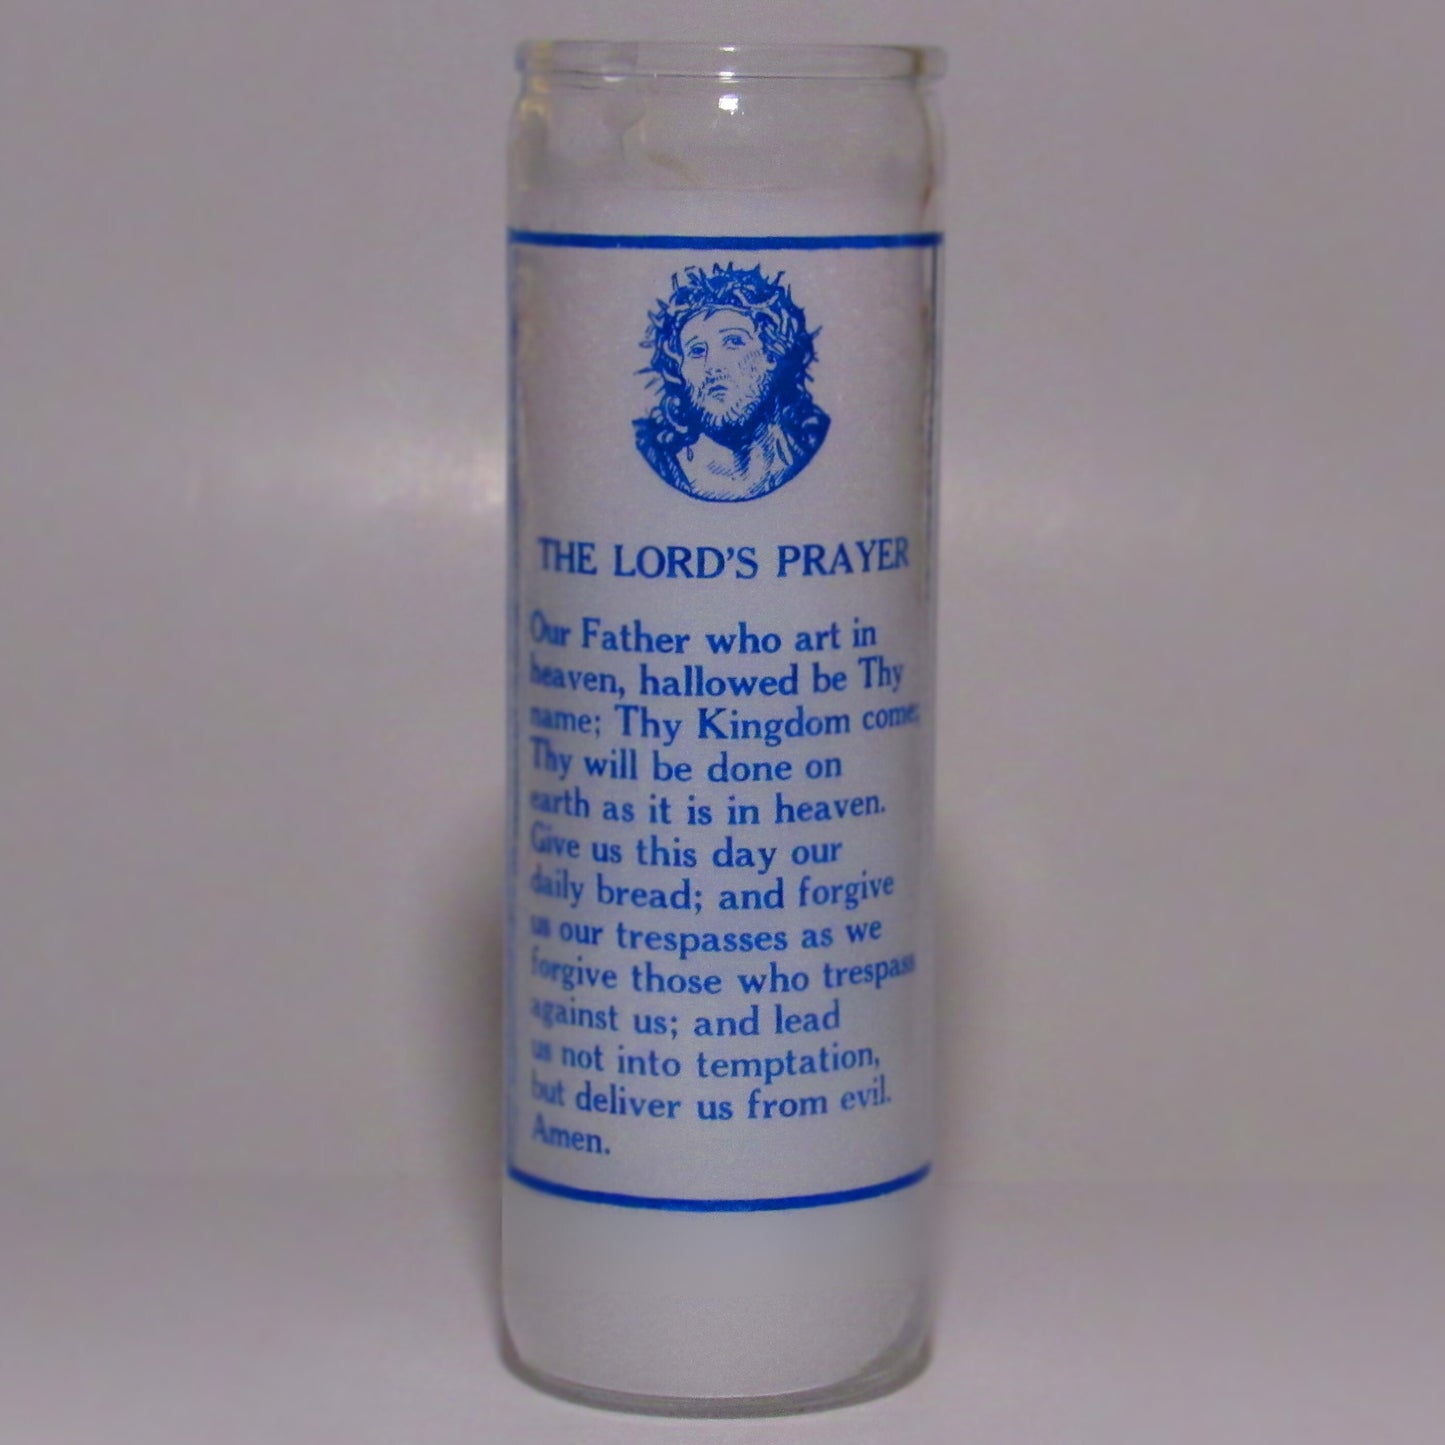 THE LORD'S PRAYER
Our Father who art in
heaven, hallowed be Thy
name; Thy Kingdom come;
Thy will be done on
earth as it is in heaven.
Give us this day our
daily bread; and forgive
us our trespasses as we
forgive those who trespass
against us; and lead
us not into temptation,
but deliver us from evil.
Amen.